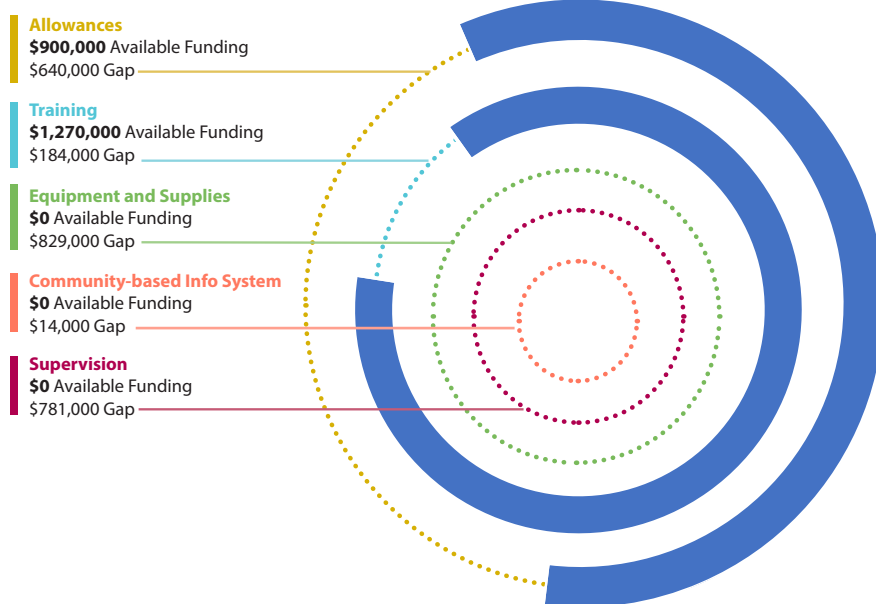 Allowances
$900,000 Available Funding
$640,000 Gap
Training
$1,270,000 Available Funding
$184,000 Gap
Equipment and Supplies
$0 Available Funding
$829,000 Gap
Community-based Info System
$0 Available Funding
$14,000 Gap
Supervision
$0 Available Funding
$781,000 Gap